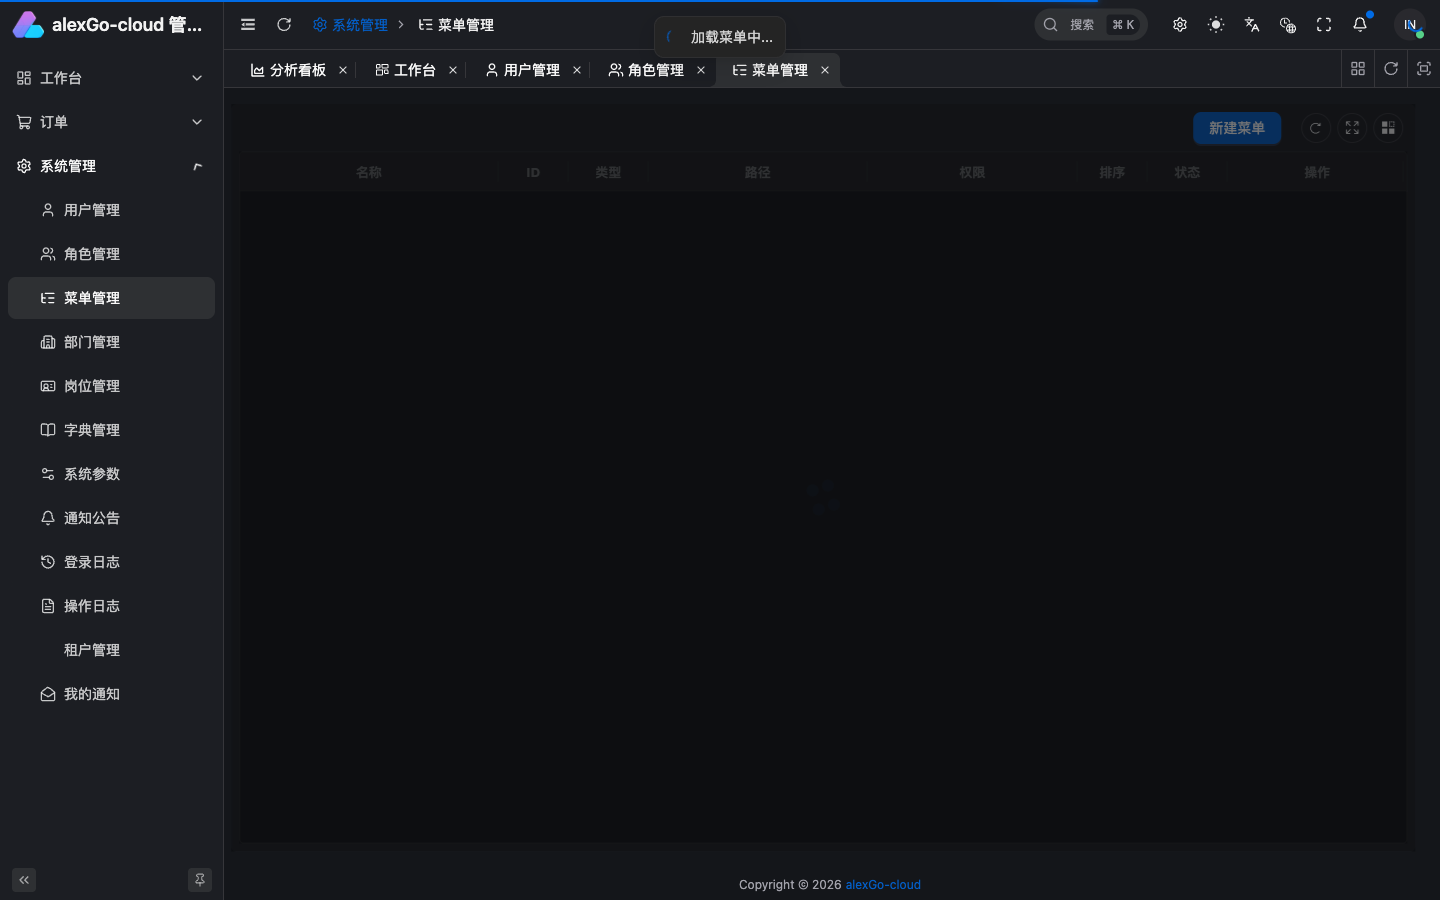 alexGo-cloud 管...
系统管理
菜单管理
加载菜单中...
搜索
⌘ K
分析看板
工作台
用户管理
角色管理
菜单管理
工作台
订单
系统管理
用户管理
角色管理
菜单管理
部门管理
岗位管理
字典管理
系统参数
通知公告
登录日志
操作日志
租户管理
我的通知
新建菜单
名称 ID 类型 路径 权限 排序 状态 操作
Copyright © 2026 alexGo-cloud